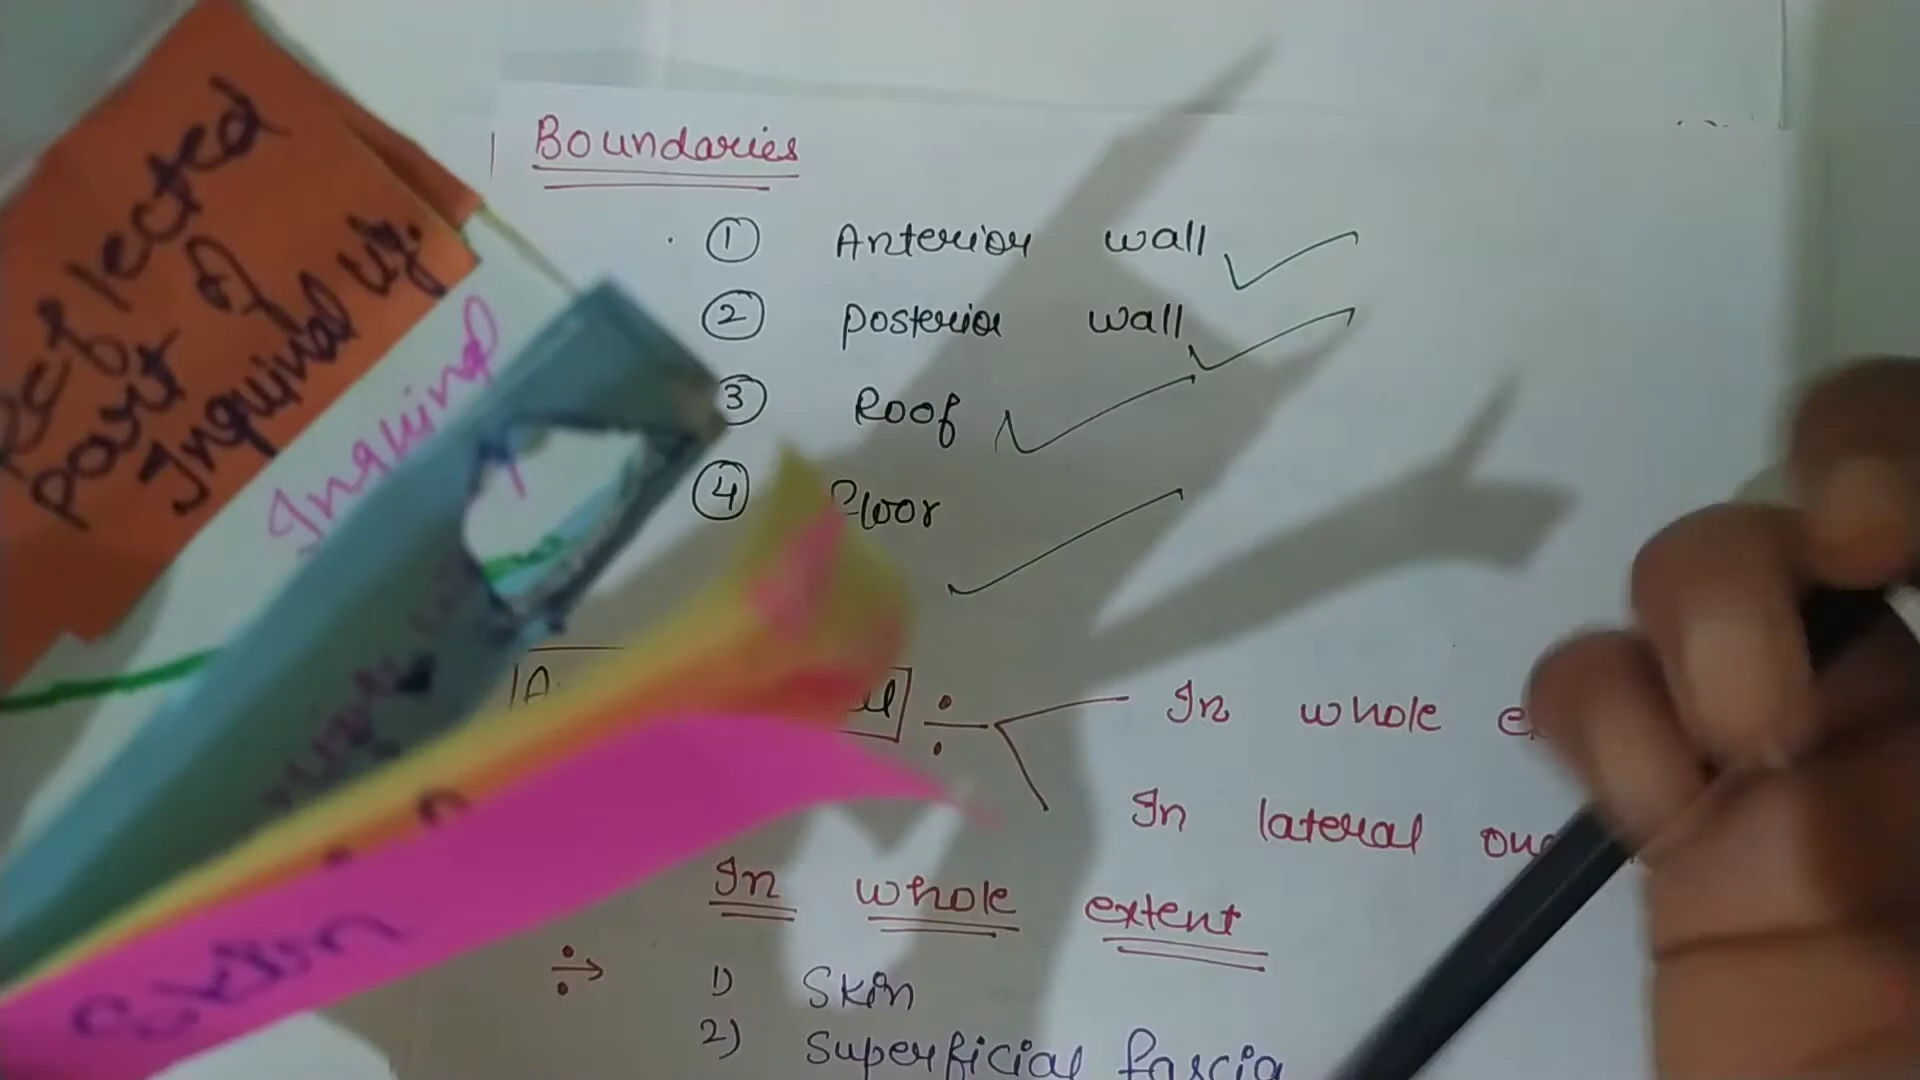 Reflected
part of
Inguinal lig.
Inguinal
Skin
Boundaries
① Anterior wall
② Posterior wall
③ Roof
④ Floor
In whole
In lateral
In whole extent
1) Skin
2) Superficial fascia